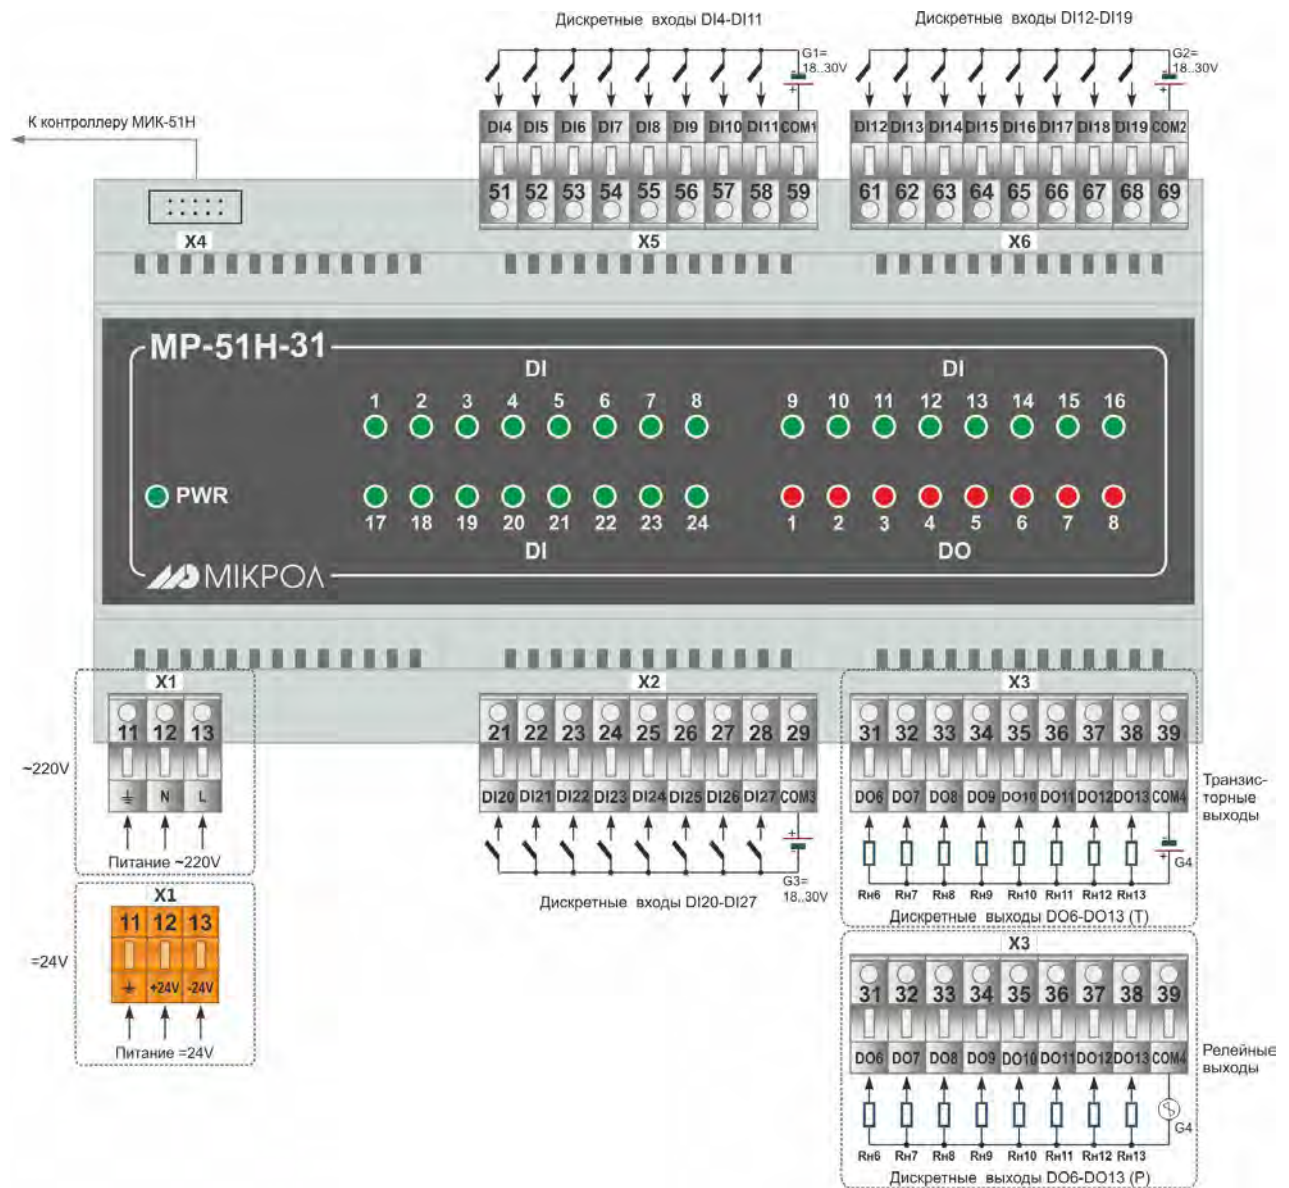 Дискретные входы DI4-DI11
Дискретные входы DI12-DI19
G1=
18..30V
- +
G2=
18..30V
- +
К контроллеру МИК-51Н
DI4 DI5 DI6 DI7 DI8 DI9 DI10 DI11 COM1
DI12 DI13 DI14 DI15 DI16 DI17 DI18 DI19 COM2
51 52 53 54 55 56 57 58 59
61 62 63 64 65 66 67 68 69
X4
X5
X6
МР-51Н-31
DI
DI
1 2 3 4 5 6 7 8
9 10 11 12 13 14 15 16
PWR
17 18 19 20 21 22 23 24
1 2 3 4 5 6 7 8
DI
DO
МІКРОЛ
X1
X2
X3
11 12 13
21 22 23 24 25 26 27 28 29
31 32 33 34 35 36 37 38 39
~220V
N L
DI20 DI21 DI22 DI23 DI24 DI25 DI26 DI27 COM3
DO6 DO7 DO8 DO9 DO10 DO11 DO12 DO13 COM4
Транзис-
торные
выходы
+ -
- +
G4
Питание ~220V
G3=
18..30V
Rн6 Rн7 Rн8 Rн9 Rн10 Rн11 Rн12 Rн13
Дискретные входы DI20-DI27
Дискретные выходы DO6-DO13 (Т)
X1
11 12 13
=24V
+24V -24V
Питание =24V
X3
31 32 33 34 35 36 37 38 39
DO6 DO7 DO8 DO9 DO10 DO11 DO12 DO13 COM4
Релейные
выходы
G4
Rн6 Rн7 Rн8 Rн9 Rн10 Rн11 Rн12 Rн13
Дискретные выходы DO6-DO13 (Р)